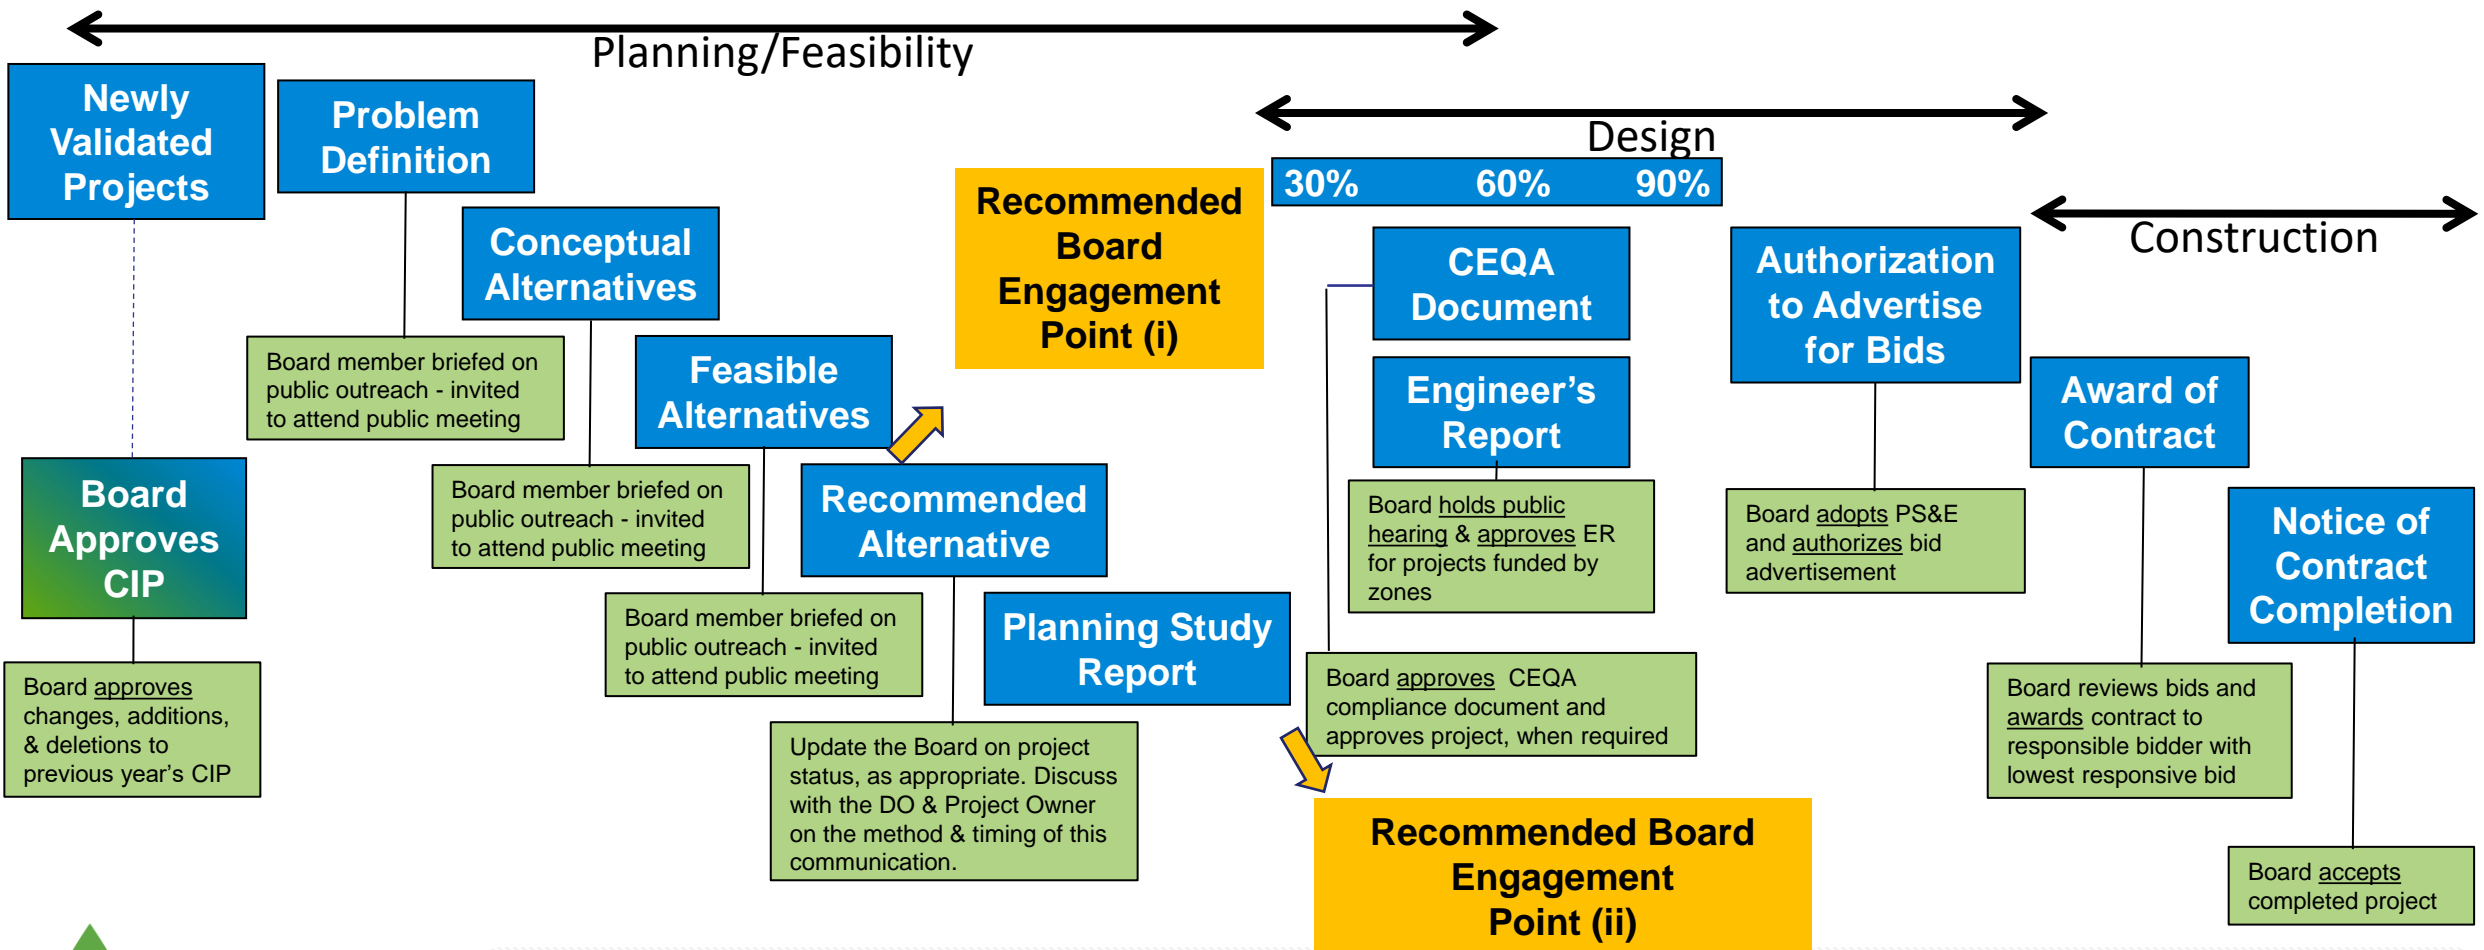 Planning/Feasibility
Newly
Validated
Projects
Problem
Definition
Conceptual
Alternatives
Feasible
Alternatives
Recommended
Alternative
Planning Study
Report
Board
Approves
CIP
Board approves
changes, additions,
& deletions to
previous year's CIP
Board member briefed on
public outreach - invited
to attend public meeting
Board member briefed on
public outreach - invited
to attend public meeting
Board member briefed on
public outreach - invited
to attend public meeting
Update the Board on project
status, as appropriate. Discuss
with the DO & Project Owner
on the method & timing of this
communication.
Recommended
Board
Engagement
Point (i)
Design
30% 60% 90%
CEQA
Document
Engineer’s
Report
Board holds public
hearing & approves ER
for projects funded by
zones
Board approves CEQA
compliance document and
approves project, when required
Recommended Board
Engagement
Point (ii)
Authorization
to Advertise
for Bids
Board adopts PS&E
and authorizes bid
advertisement
Construction
Award of
Contract
Board reviews bids and
awards contract to
responsible bidder with
lowest responsive bid
Notice of
Contract
Completion
Board accepts
completed project